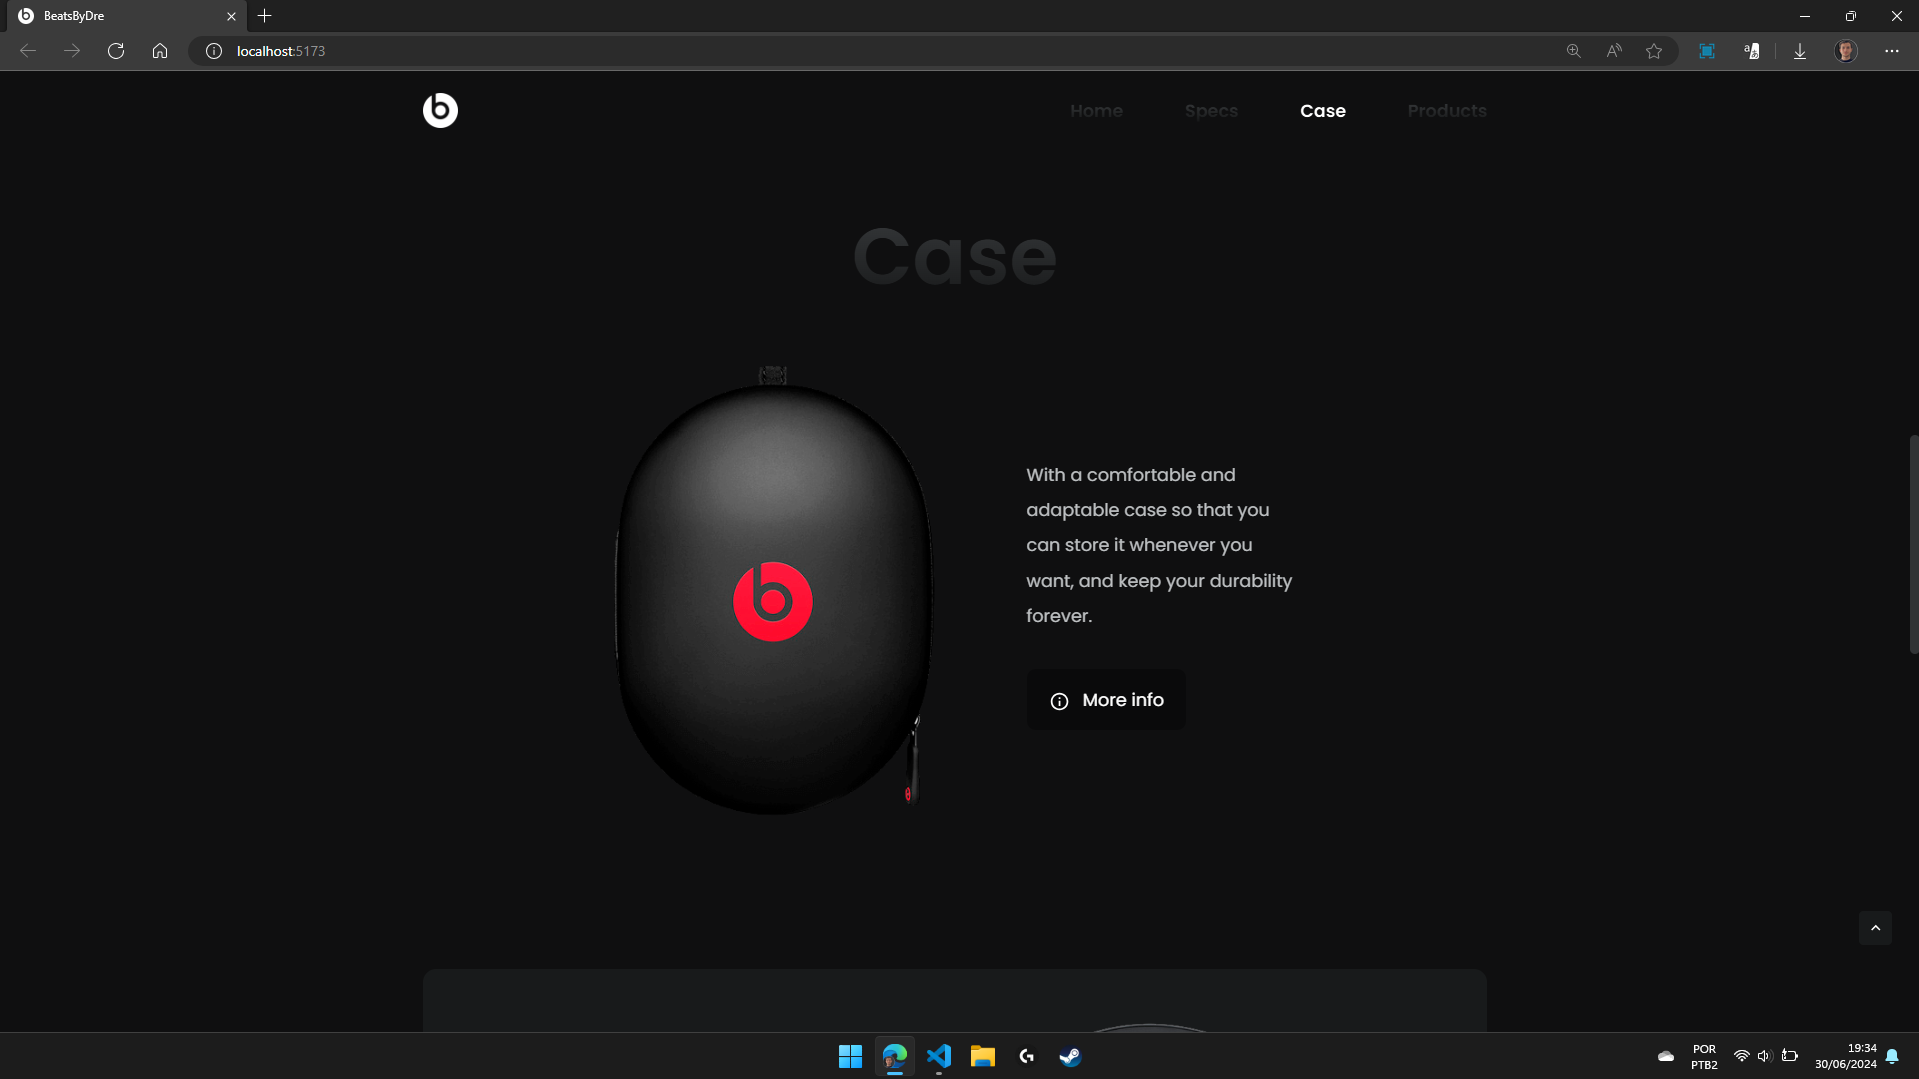 BeatsByDre
localhost:5173
Home Specs Case Products
Case
With a comfortable and
adaptable case so that you
can store it whenever you
want, and keep your durability
forever.
More info
POR
PTB2
19:34
30/06/2024